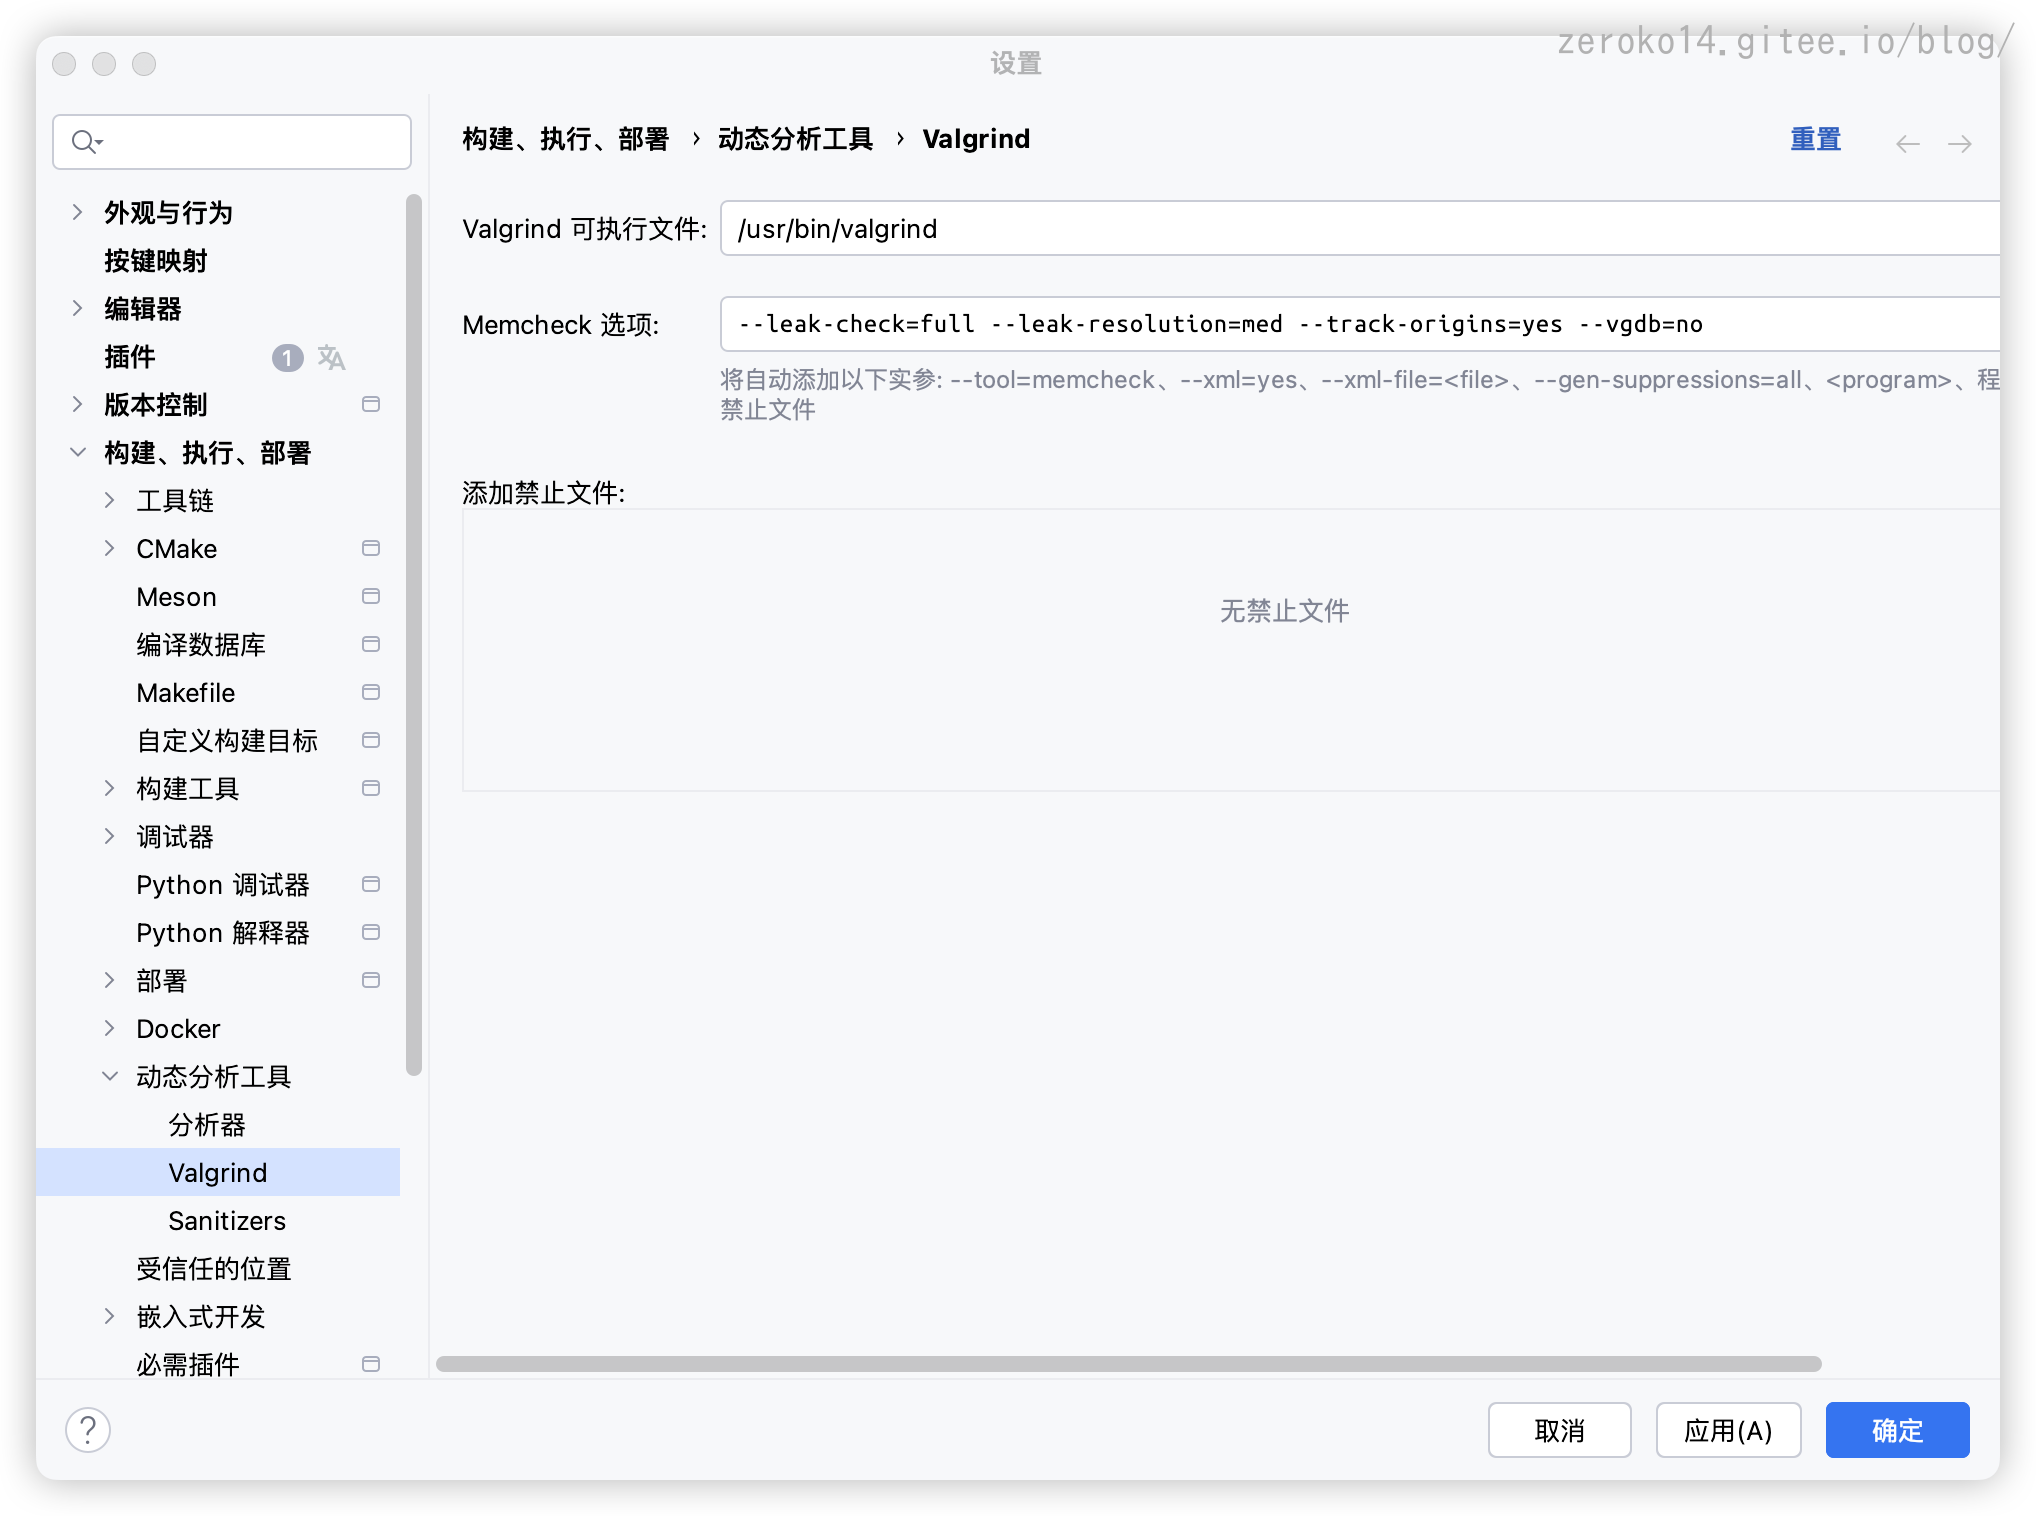 zeroko14.gitee.io/blog/
设置
构建、执行、部署 › 动态分析工具 › Valgrind
重置
外观与行为
按键映射
编辑器
插件 1
版本控制
构建、执行、部署
工具链
CMake
Meson
编译数据库
Makefile
自定义构建目标
构建工具
调试器
Python 调试器
Python 解释器
部署
Docker
动态分析工具
分析器
Valgrind
Sanitizers
受信任的位置
嵌入式开发
必需插件
Valgrind 可执行文件: /usr/bin/valgrind
Memcheck 选项: --leak-check=full --leak-resolution=med --track-origins=yes --vgdb=no
将自动添加以下实参: --tool=memcheck、--xml=yes、--xml-file=<file>、--gen-suppressions=all、<program>、程
禁止文件
添加禁止文件:
无禁止文件
?
取消
应用(A)
确定